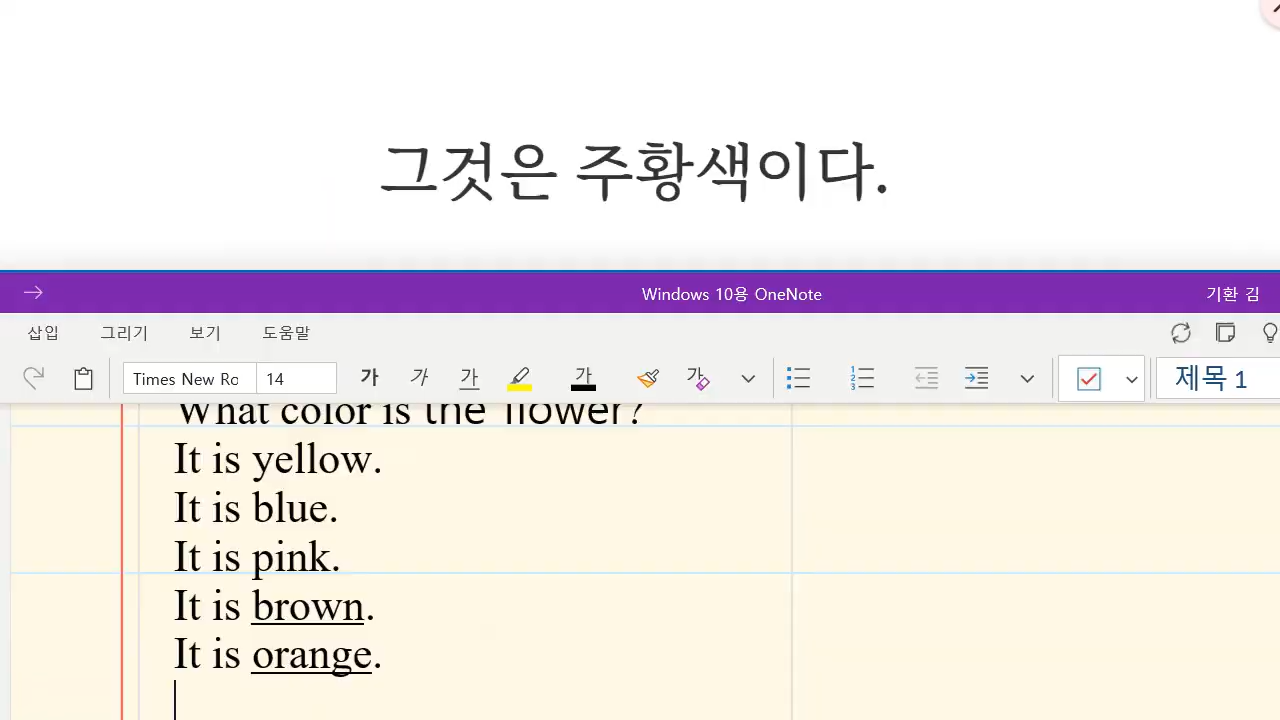 그것은 주황색이다.
Windows 10용 OneNote
기환 김
삽입 그리기 보기 도움말
Times New Ro 14 가 가 가 가 가 제목 1
What color is the flower?
It is yellow.
It is blue.
It is pink.
It is brown.
It is orange.